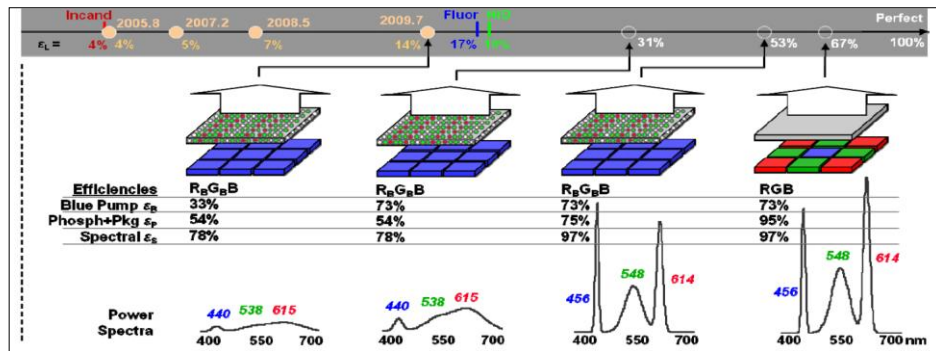 Incand 2005.8 2007.2 2008.5 2009.7 Fluor Perfect
εL = 4% 4% 5% 7% 14% 17% 31% 53% 67% 100%
Efficiencies RBGBB RBGBB RBGBB RGB
Blue Pump εB 33% 73% 73% 73%
Phosph+Pkg εP 54% 54% 75% 95%
Spectral εS 78% 78% 97% 97%
Power Spectra
440 538 615
400 550 700
440 538 615
400 550 700
456 548 614
400 550 700
456 548 614
400 550 700 nm